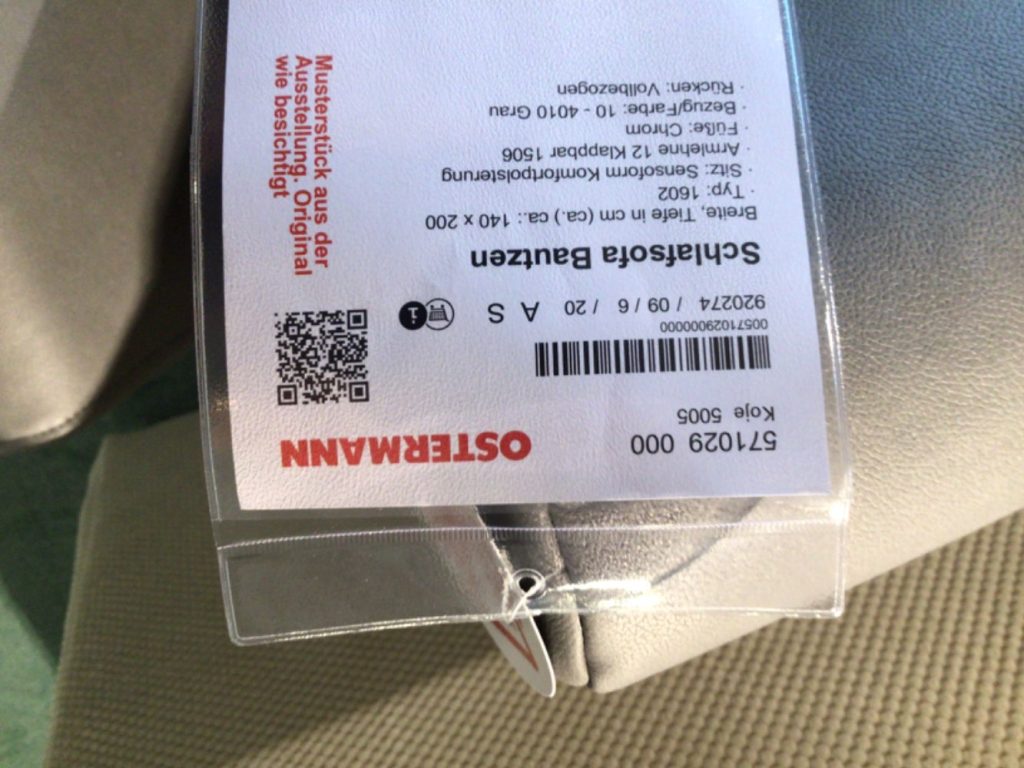 571029 000 OSTERMANN
Koje 5005
00571029000000
920274 / 09 / 6 / 20 A S
Schlafsofa Bautzen
Breite, Tiefe in cm (ca.) ca.: 140 x 200
· Typ: 1602
· Sitz: Sensoform Komfortpolsterung
· Armlehne 12 Klappbar 1506
· Füße: Chrom
· Bezug/Farbe: 10 - 4010 Grau
· Rücken: Vollbezogen
Musterstück aus der
Ausstellung. Original
wie besichtigt